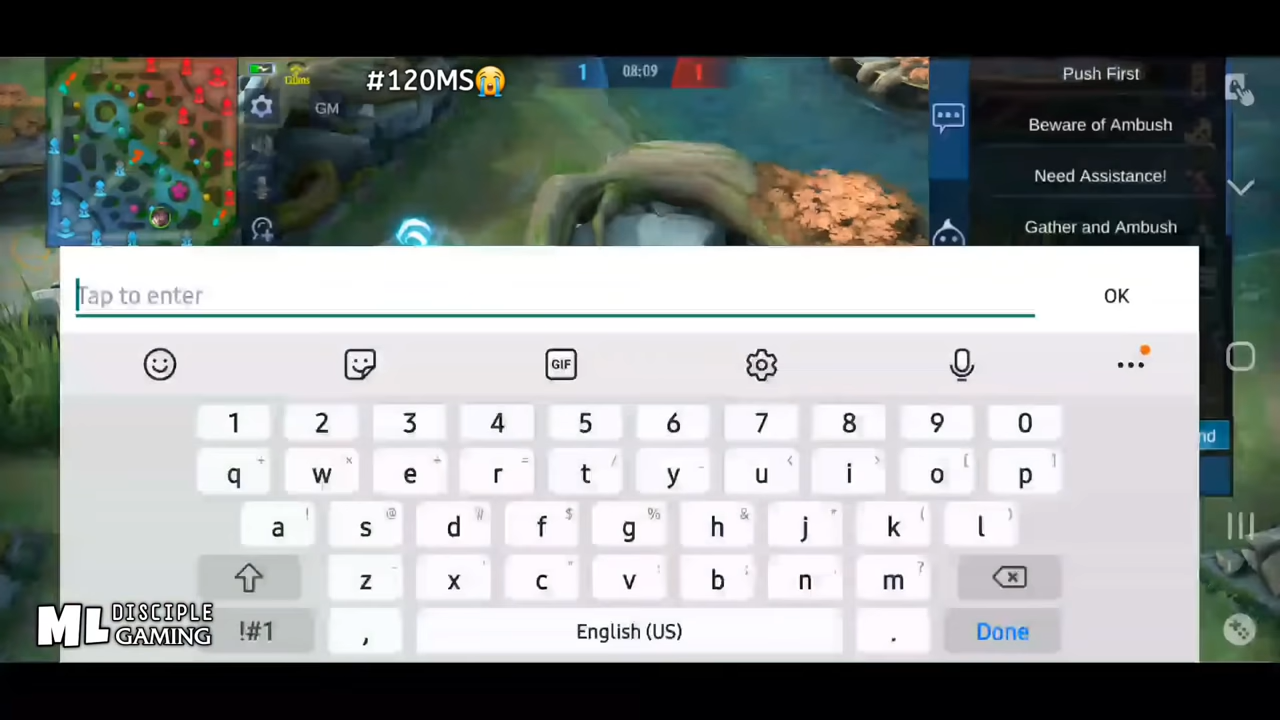 #120MS😭
120ms
GM
1 08:09 1
Push First
Beware of Ambush
Need Assistance!
Gather and Ambush
Tap to enter
OK
GIF
1 2 3 4 5 6 7 8 9 0
q w e r t y u i o p
a s d f g h j k l
z x c v b n m
!#1 , English (US) . Done
nd
ML DISCIPLE
GAMING